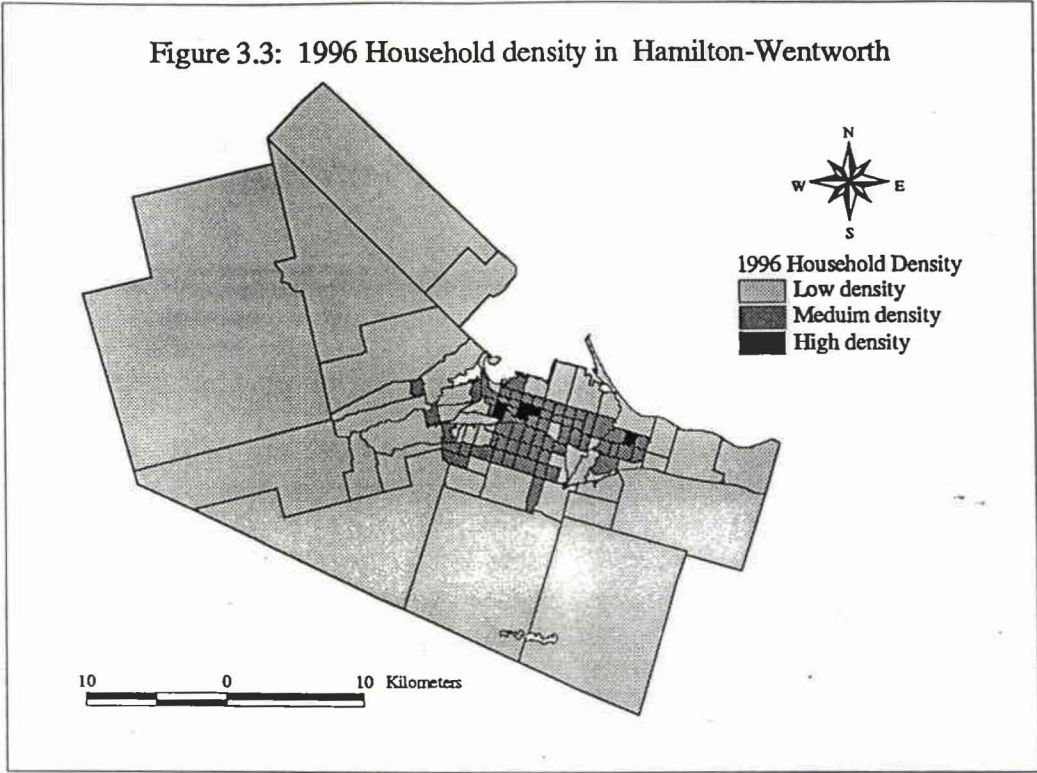 Figure 3.3: 1996 Household density in Hamilton-Wentworth
N
W E
S
1996 Household Density
Low density
Meduim density
High density
10 0 10 Kilometers